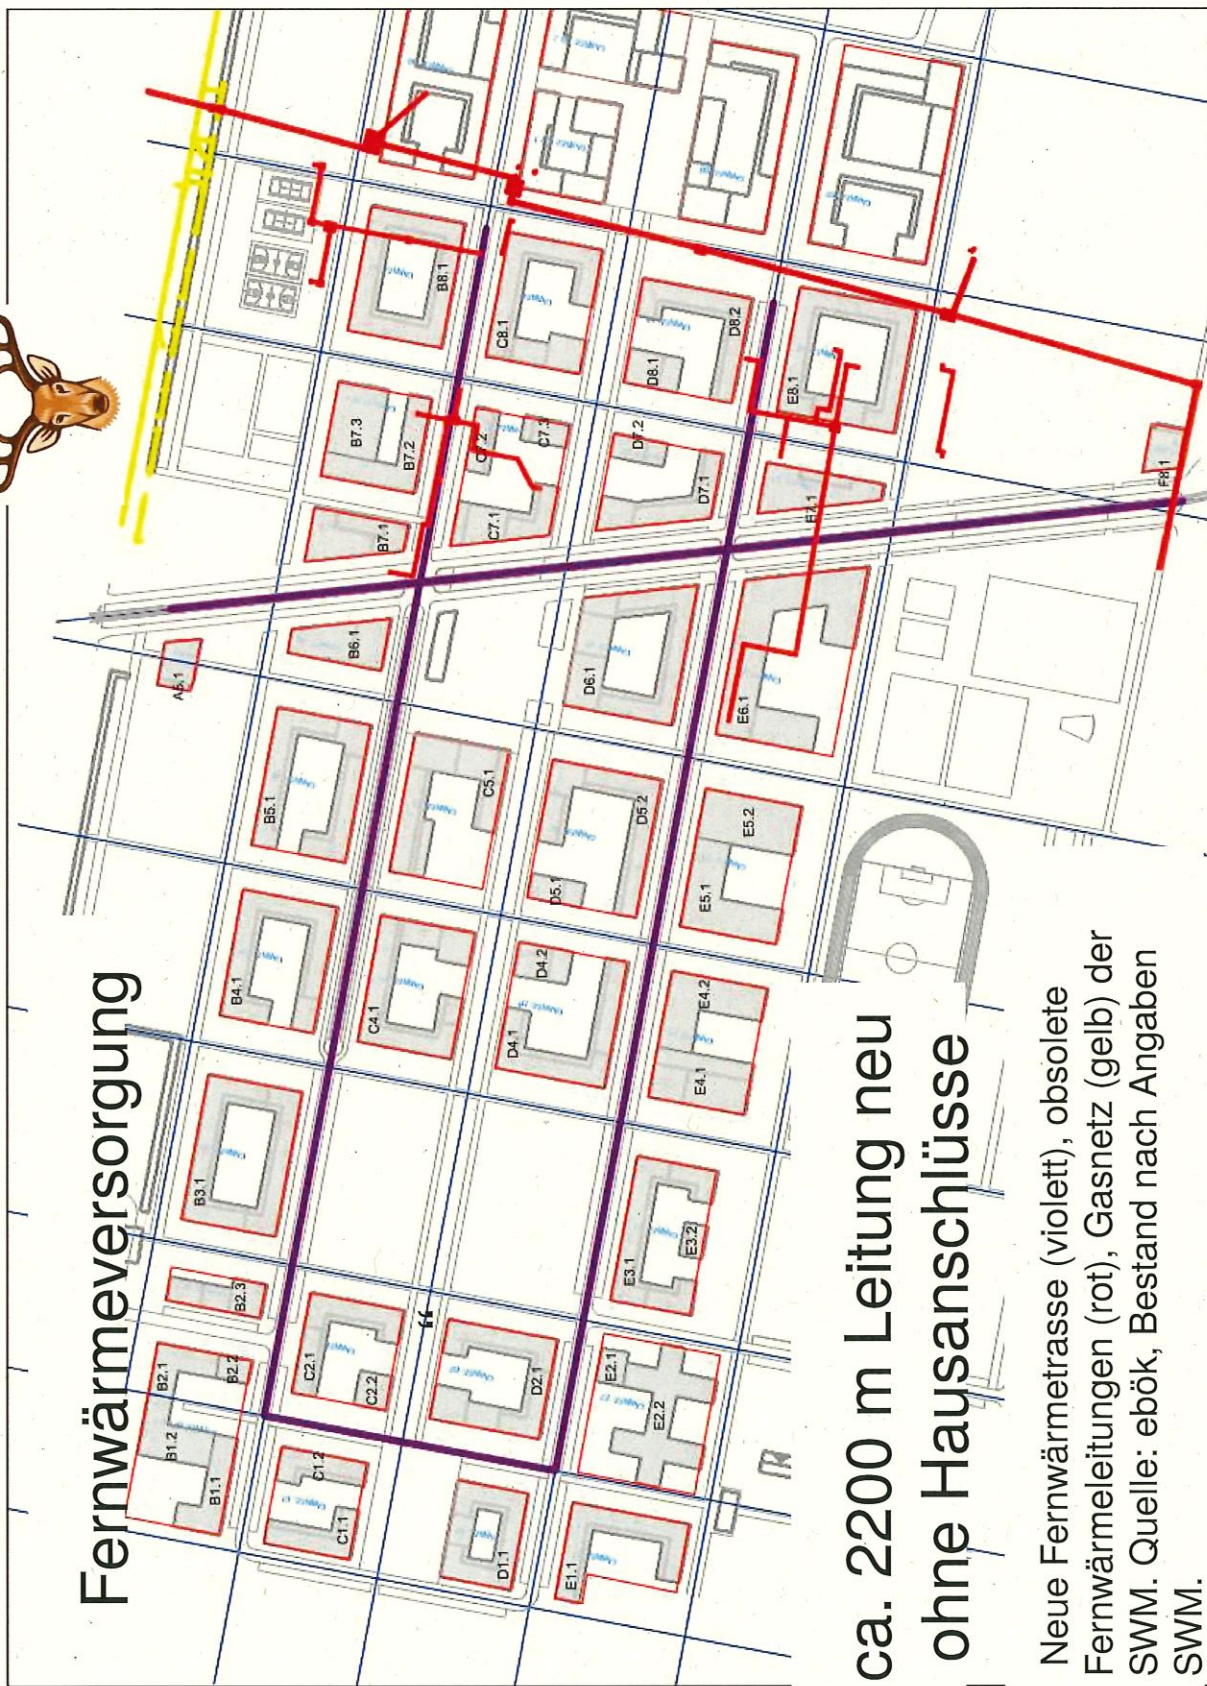 Fernwärmeversorgung
A5.1
B1.1
B1.2
B2.1
B2.2
B2.3
B3.1
B4.1
B5.1
B6.1
B7.1
B7.2
B7.3
B8.1
C1.1
C1.2
C2.1
C2.2
C4.1
C5.1
C7.1
C7.2
C7.3
C8.1
D1.1
D2.1
D4.1
D4.2
D5.1
D5.2
D6.1
D7.1
D7.2
D8.1
D8.2
E1.1
E2.1
E2.2
E3.1
E3.2
E4.1
E4.2
E5.1
E5.2
E6.1
E7.1
E8.1
F8.1
ca. 2200 m Leitung neu
ohne Hausanschlüsse
Neue Fernwärmetrasse (violett), obsolete
Fernwärmeleitungen (rot), Gasnetz (gelb) der
SWM. Quelle: ebök, Bestand nach Angaben
SWM.